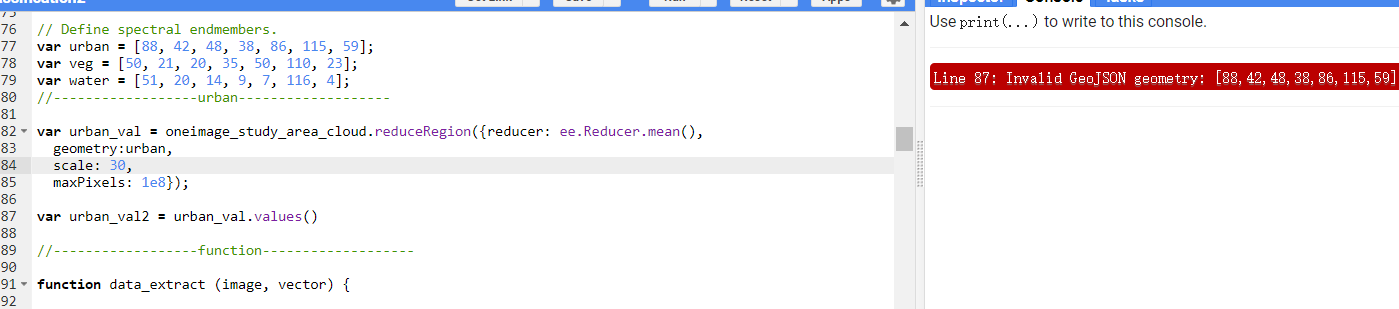 76 // Define spectral endmembers.
77 var urban = [88, 42, 48, 38, 86, 115, 59];
78 var veg = [50, 21, 20, 35, 50, 110, 23];
79 var water = [51, 20, 14, 9, 7, 116, 4];
80 //------------------urban-------------------
81
82 var urban_val = oneimage_study_area_cloud.reduceRegion({reducer: ee.Reducer.mean(),
83 geometry:urban,
84 scale: 30,
85 maxPixels: 1e8});
86
87 var urban_val2 = urban_val.values()
88
89 //------------------function-------------------
90
91 function data_extract (image, vector) {
92
Use print(...) to write to this console.
Line 87: Invalid GeoJSON geometry: [88,42,48,38,86,115,59]